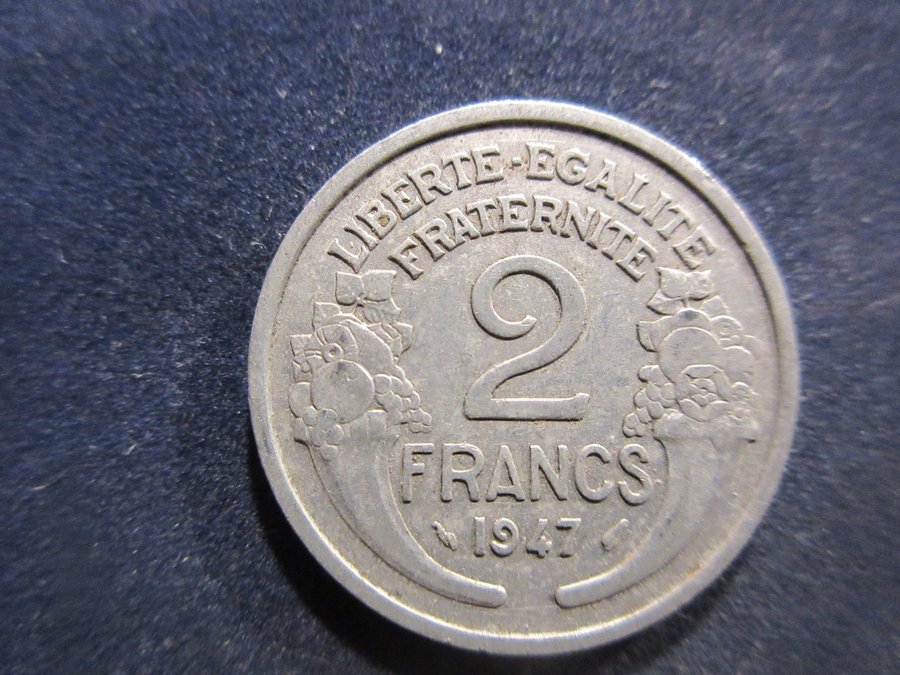 LIBERTE-EGALITE
FRATERNITE
2
FRANCS
1947